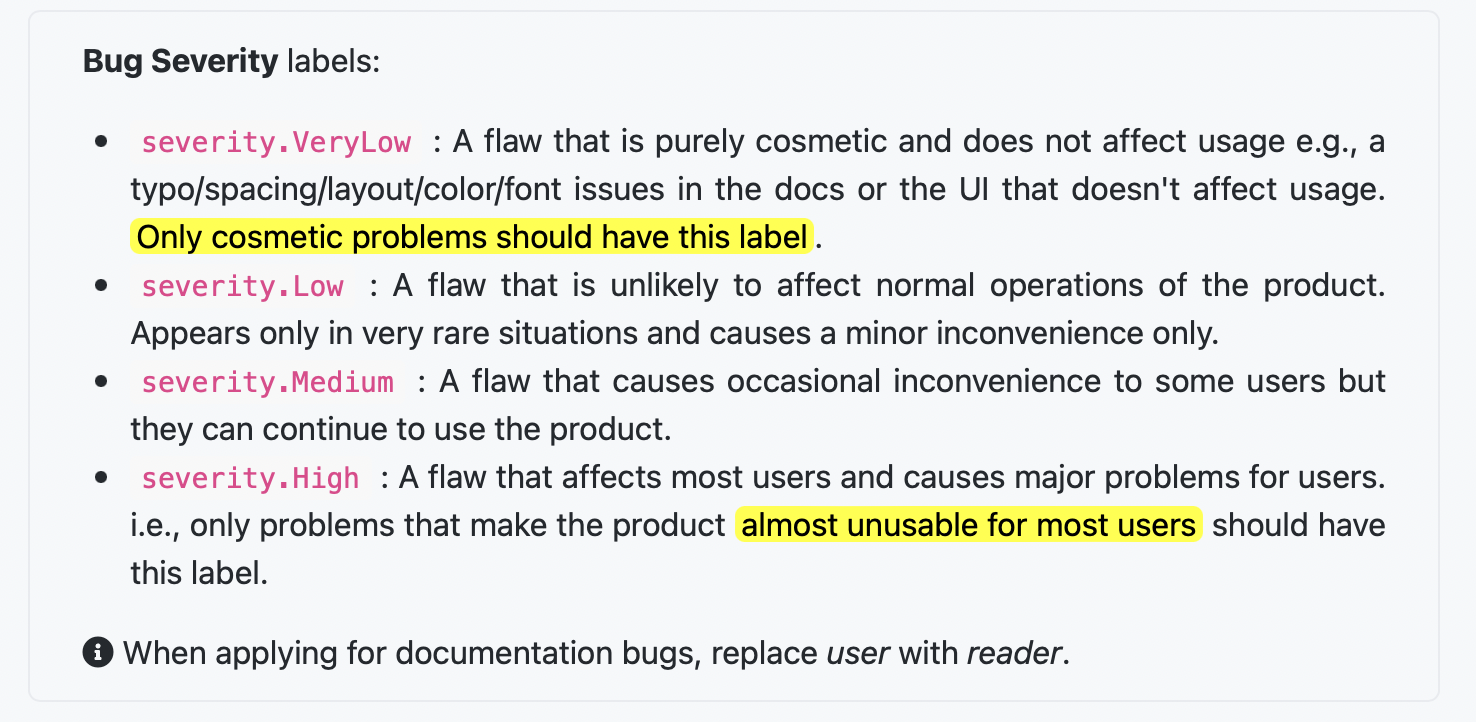 Bug Severity labels:
• severity.VeryLow : A flaw that is purely cosmetic and does not affect usage e.g., a
typo/spacing/layout/color/font issues in the docs or the UI that doesn't affect usage.
Only cosmetic problems should have this label.
• severity.Low : A flaw that is unlikely to affect normal operations of the product.
Appears only in very rare situations and causes a minor inconvenience only.
• severity.Medium : A flaw that causes occasional inconvenience to some users but
they can continue to use the product.
• severity.High : A flaw that affects most users and causes major problems for users.
i.e., only problems that make the product almost unusable for most users should have
this label.
When applying for documentation bugs, replace user with reader.